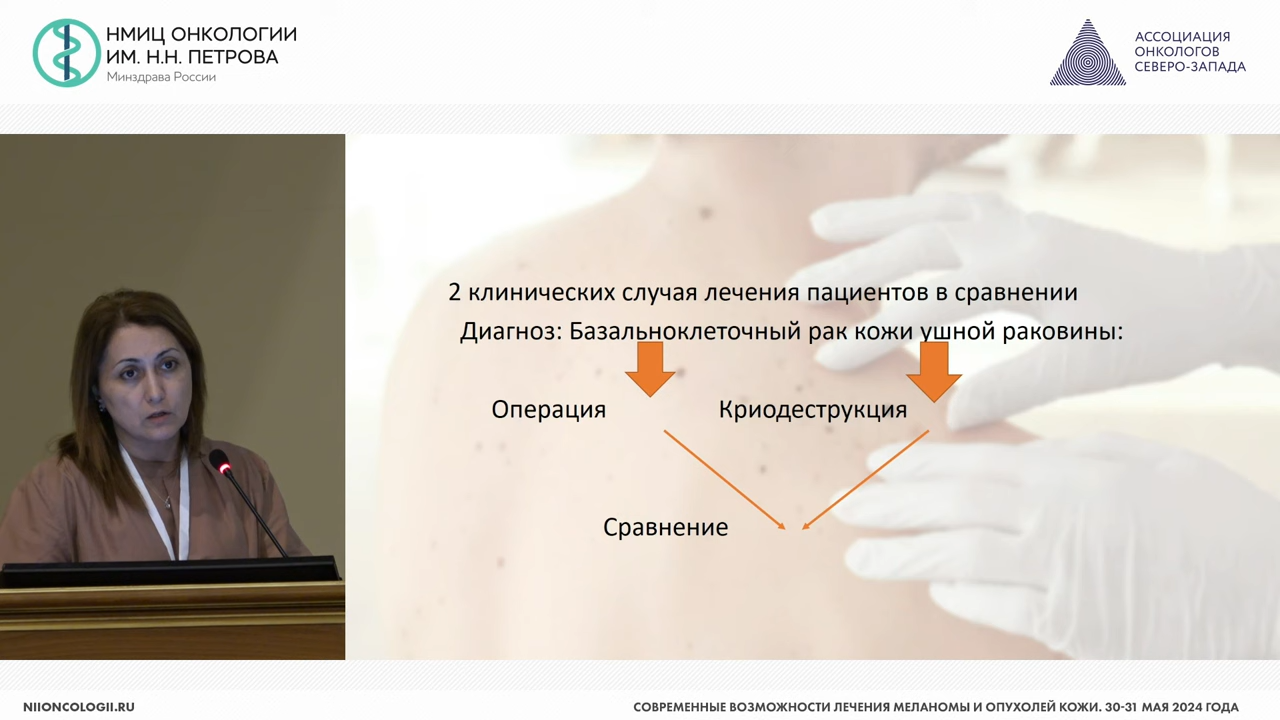 НМИЦ ОНКОЛОГИИ
ИМ. Н.Н. ПЕТРОВА
Минздрава России
АССОЦИАЦИЯ
ОНКОЛОГОВ
СЕВЕРО-ЗАПАДА
2 клинических случая лечения пациентов в сравнении
Диагноз: Базальноклеточный рак кожи ушной раковины:
Операция
Криодеструкция
Сравнение
NIIONCOLOGII.RU
СОВРЕМЕННЫЕ ВОЗМОЖНОСТИ ЛЕЧЕНИЯ МЕЛАНОМЫ И ОПУХОЛЕЙ КОЖИ. 30-31 МАЯ 2024 ГОДА